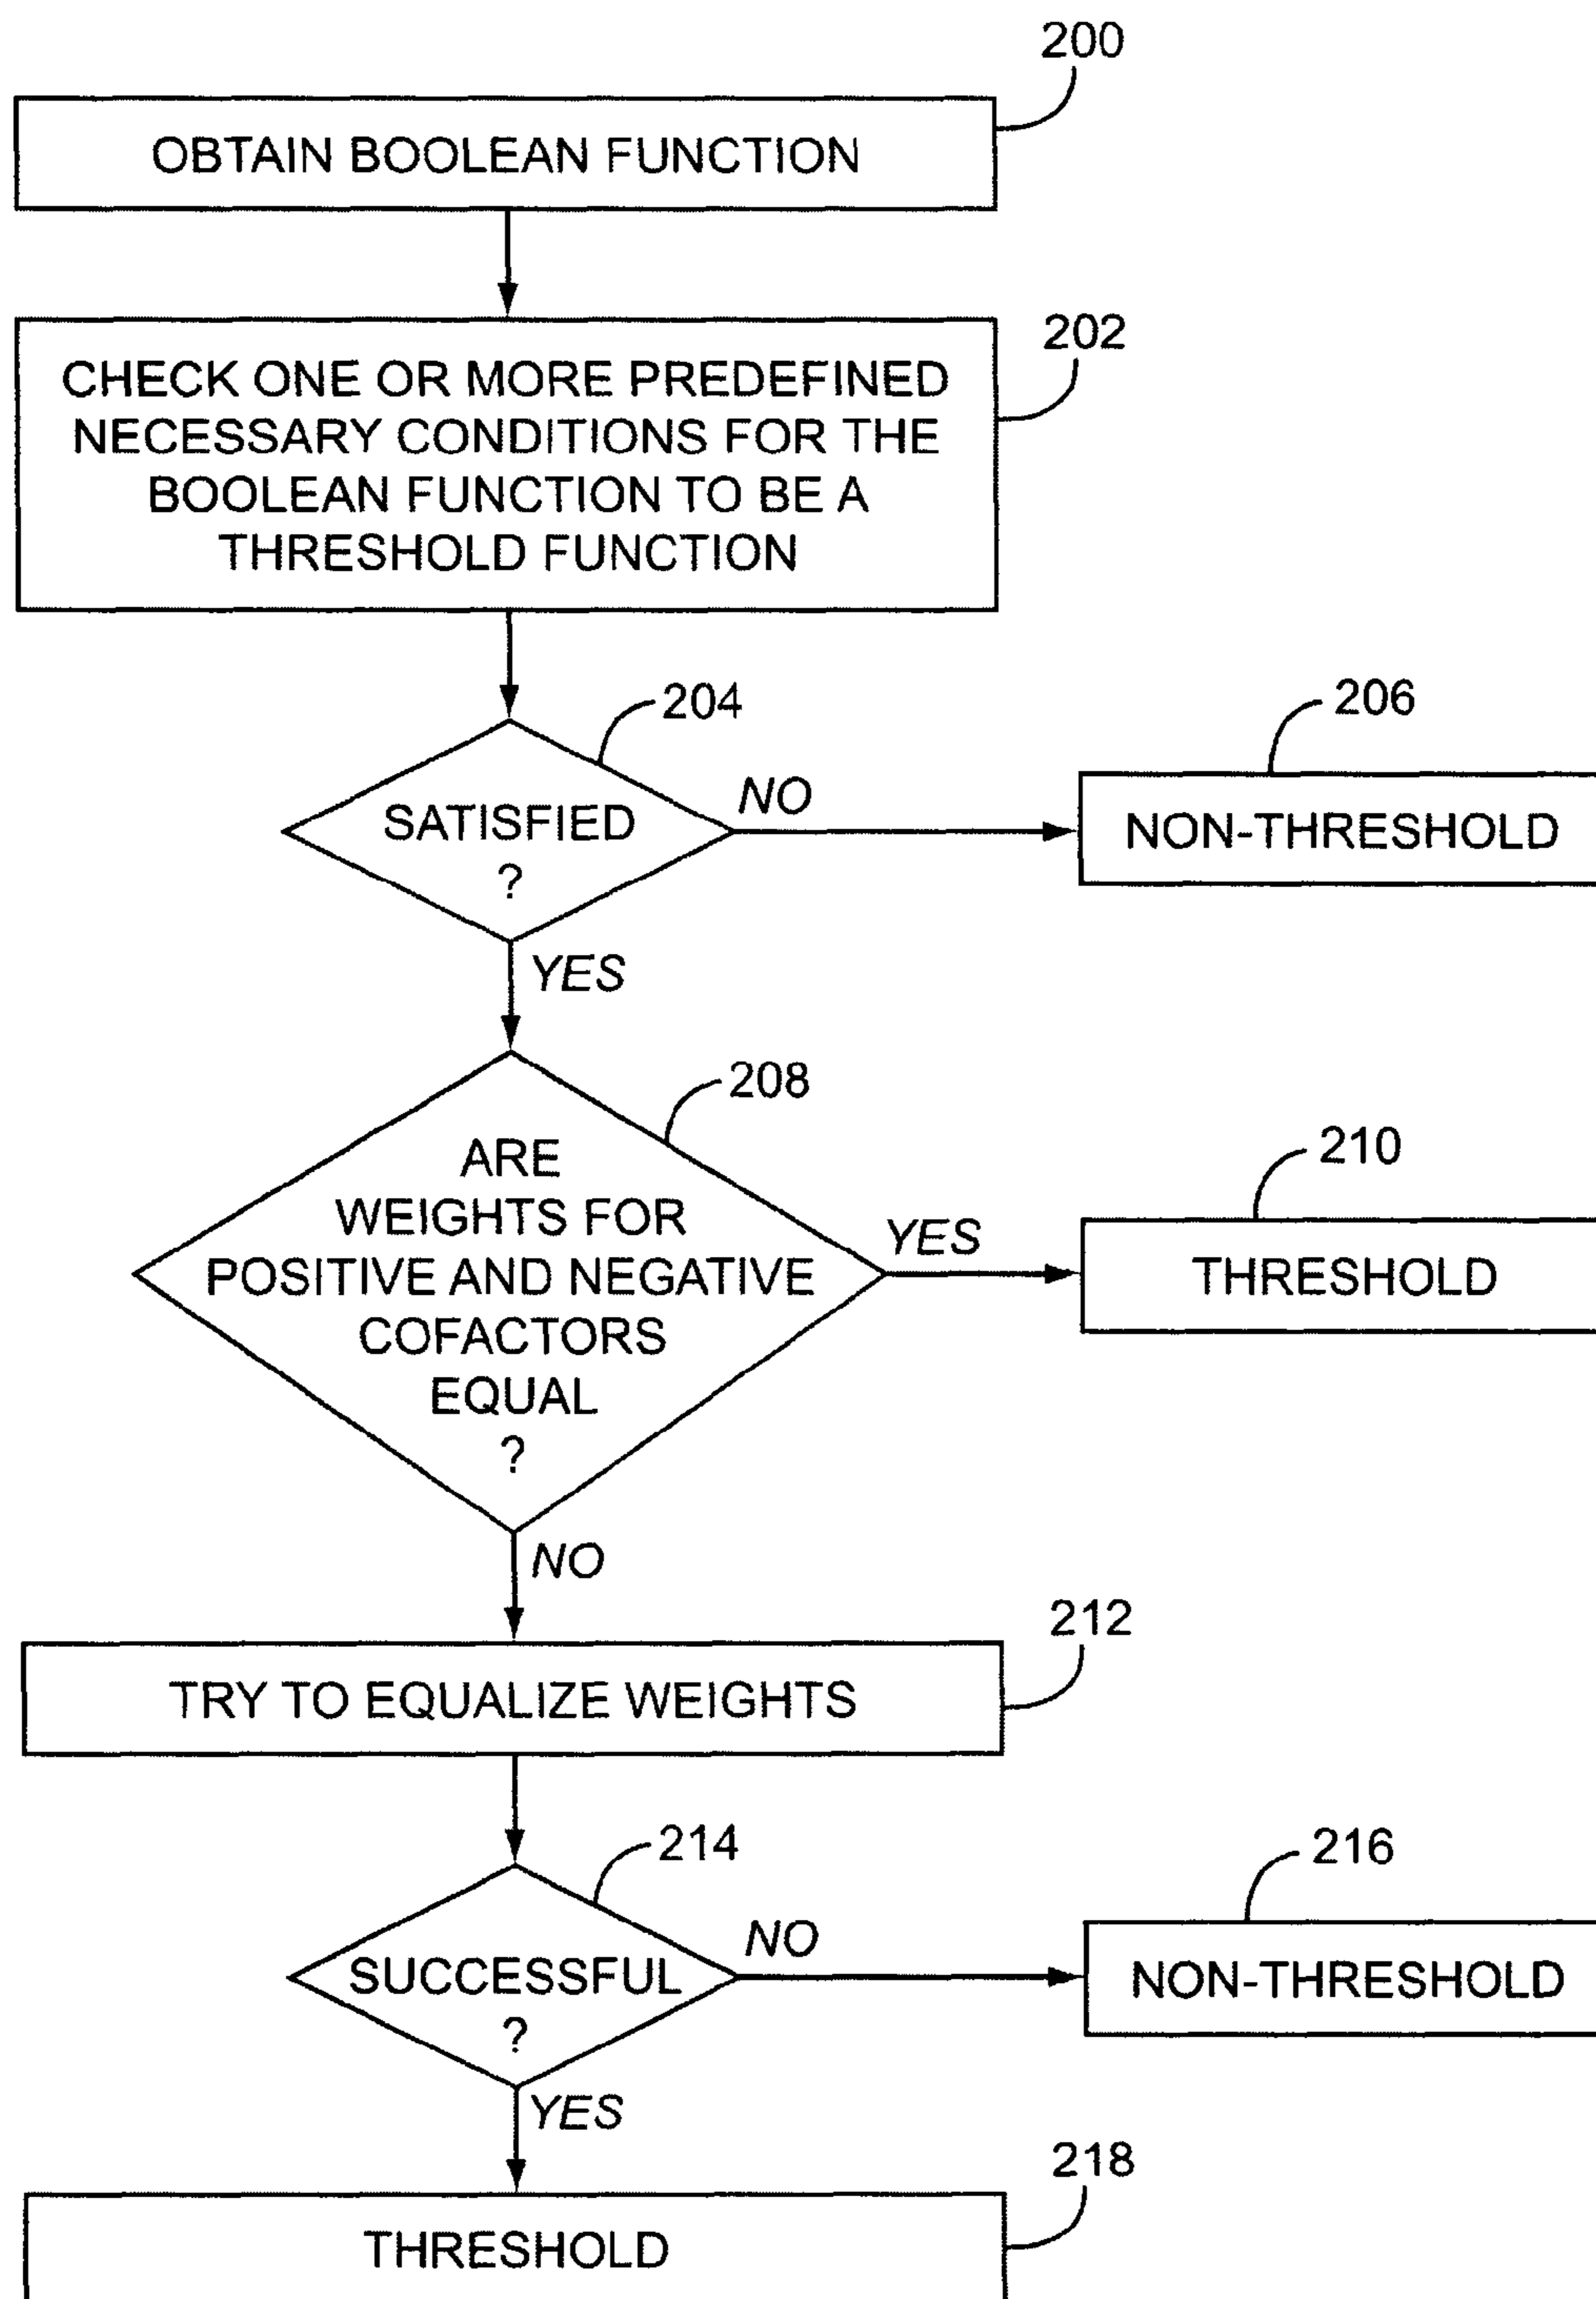 200
OBTAIN BOOLEAN FUNCTION
202
CHECK ONE OR MORE PREDEFINED
NECESSARY CONDITIONS FOR THE
BOOLEAN FUNCTION TO BE A
THRESHOLD FUNCTION
204
206
SATISFIED
?
NO
NON-THRESHOLD
YES
208
ARE
WEIGHTS FOR
POSITIVE AND NEGATIVE
COFACTORS
EQUAL
?
210
YES
THRESHOLD
NO
212
TRY TO EQUALIZE WEIGHTS
214
216
SUCCESSFUL
?
NO
NON-THRESHOLD
YES
218
THRESHOLD